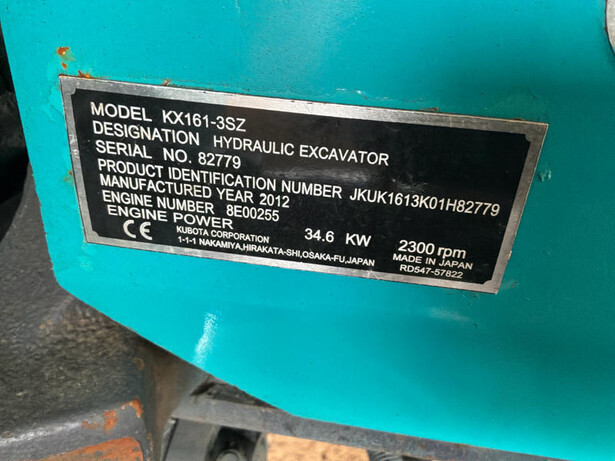 MODEL KX161-3SZ
DESIGNATION HYDRAULIC EXCAVATOR
SERIAL NO. 82779
PRODUCT IDENTIFICATION NUMBER JKUK1613K01H82779
MANUFACTURED YEAR 2012
ENGINE NUMBER 8E00255
ENGINE POWER 34.6 KW 2300 rpm
CE KUBOTA CORPORATION MADE IN JAPAN
1-1-1 NAKAMIYA,HIRAKATA-SHI,OSAKA-FU,JAPAN RD547-57822